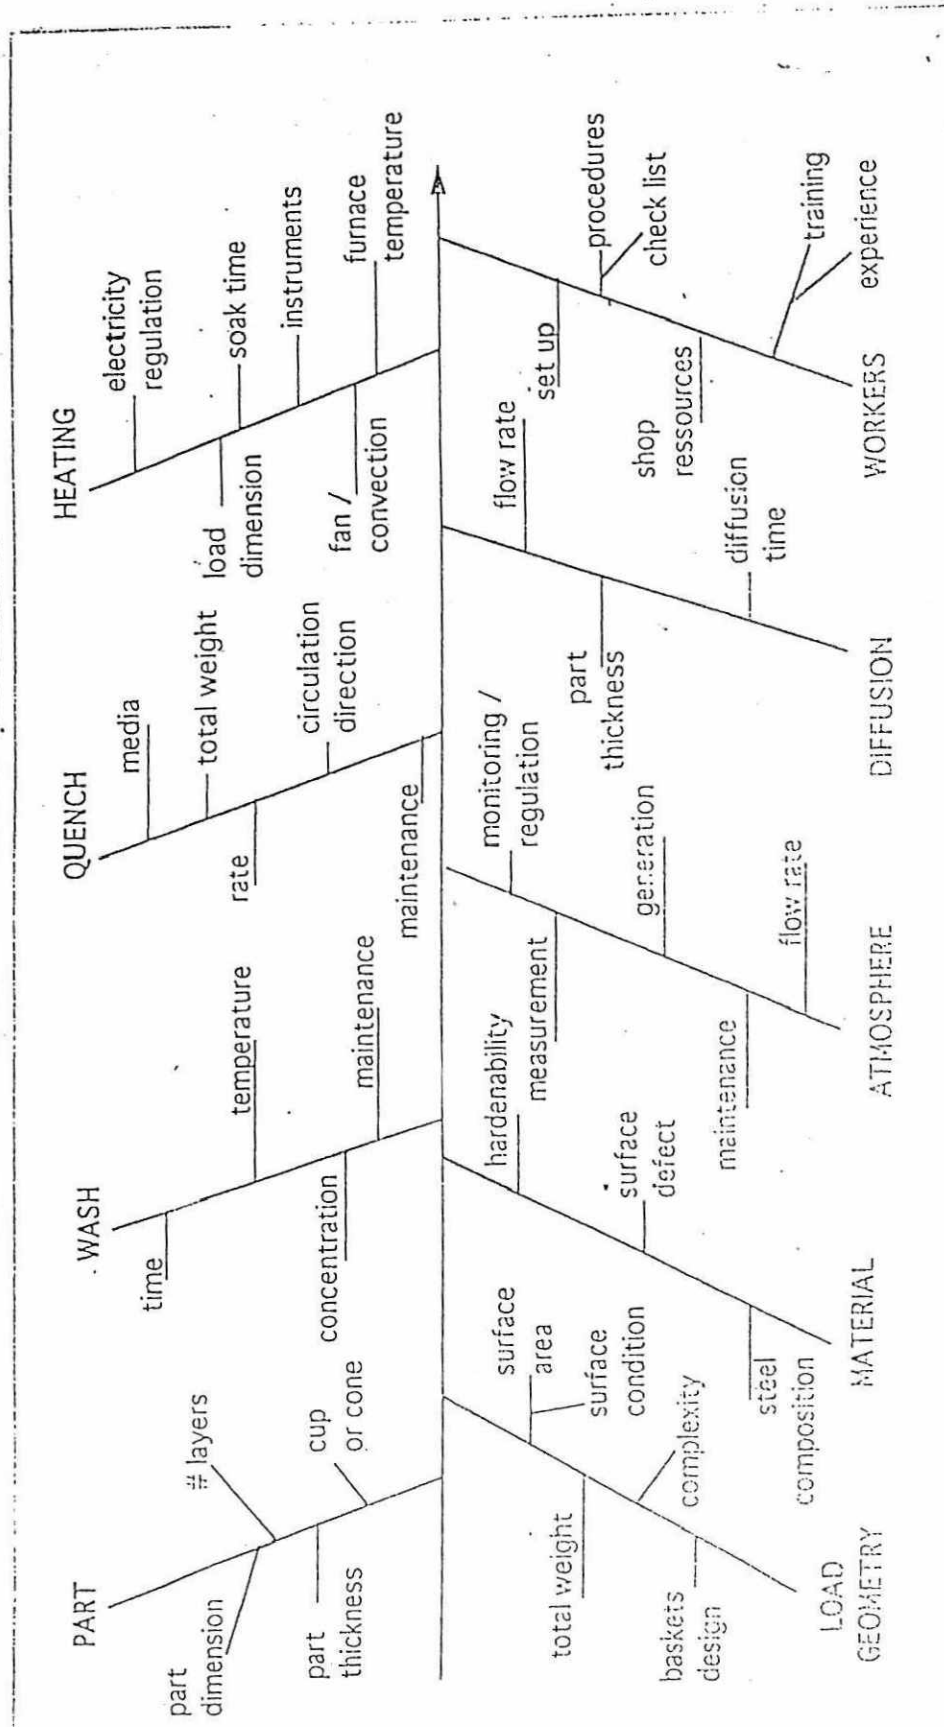 PART
# layers
part
dimension
cup
or cone
part
thickness
WASH
time
temperature
concentration
maintenance
QUENCH
media
total weight
rate
circulation
direction
maintenance
HEATING
electricity
regulation
load
dimension
soak time
instruments
fan /
convection
furnace
temperature
surface
area
surface
condition
total weight
complexity
baskets
design
LOAD
GEOMETRY
hardenability
surface
defect
steel
composition
MATERIAL
monitoring /
regulation
measurement
generation
maintenance
flow rate
ATMOSPHERE
flow rate
part
thickness
diffusion
time
DIFFUSION
set up
procedures
check list
shop
ressources
training
experience
WORKERS